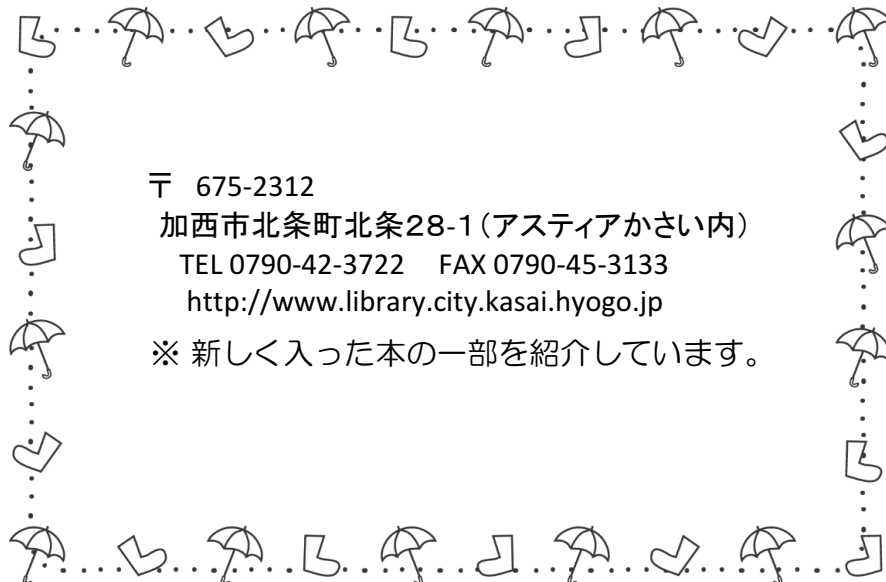 〒 675-2312
加西市北条町北条28-1（アスティアかさい内）
TEL 0790-42-3722 FAX 0790-45-3133
http://www.library.city.kasai.hyogo.jp
※ 新しく入った本の一部を紹介しています。